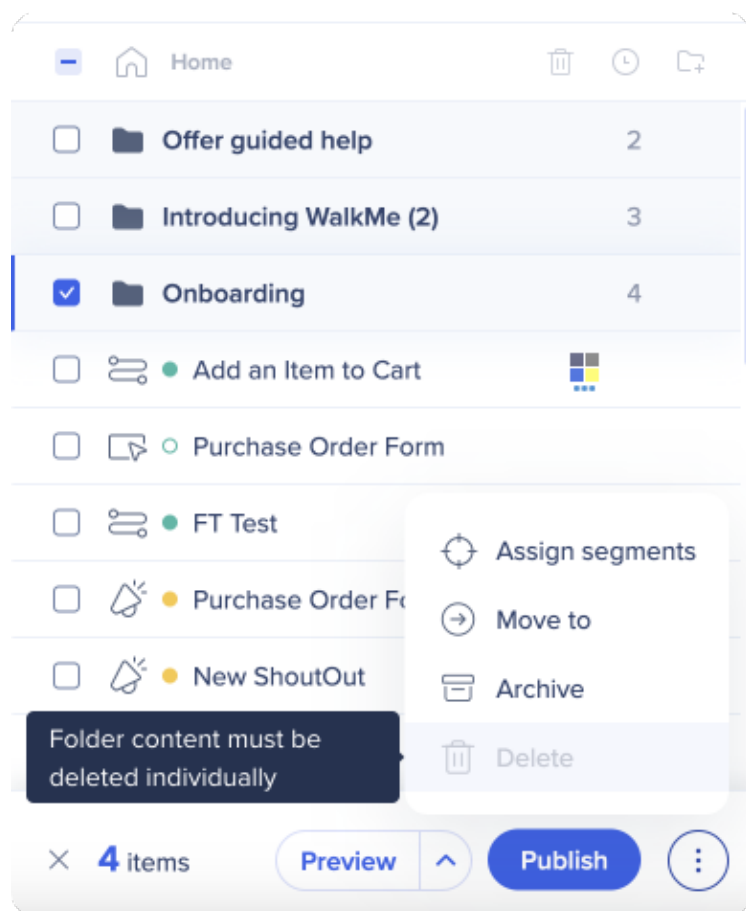 Home
Offer guided help 2
Introducing WalkMe (2) 3
Onboarding 4
Add an Item to Cart
Purchase Order Form
FT Test
Assign segments
Purchase Order Fo
Move to
New ShoutOut
Archive
Folder content must be
deleted individually
Delete
4 items Preview Publish